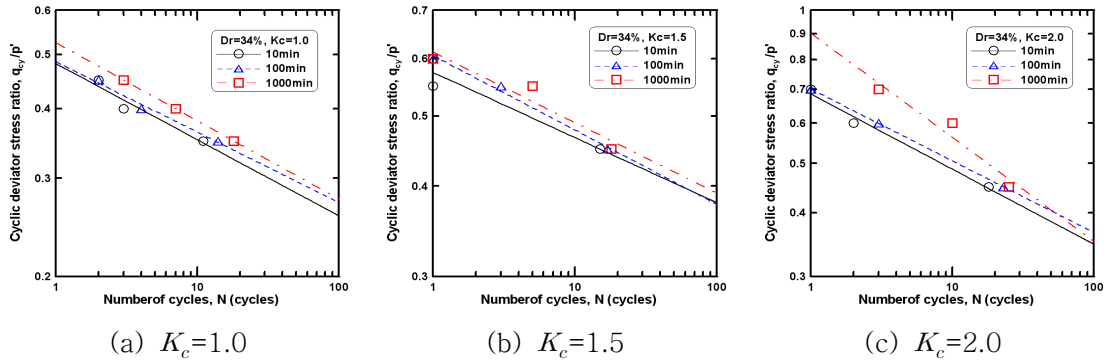 Cyclic deviator stress ratio, qcy/p'
0.5
0.4
0.3
0.2
Dr=34%, Kc=1.0
10min
100min
1000min
1 10 100
Numberof cycles, N (cycles)
(a) Kc=1.0
Cyclic deviator stress ratio, qcy/p'
0.7
0.6
0.5
0.4
0.3
Dr=34%, Kc=1.5
10min
100min
1000min
1 10 100
Numberof cycles, N (cycles)
(b) Kc=1.5
Cyclic deviator stress ratio, qcy/p'
1
0.9
0.8
0.7
0.6
0.5
0.4
0.3
Dr=34%, Kc=2.0
10min
100min
1000min
1 10 100
Numberof cycles, N (cycles)
(c) Kc=2.0